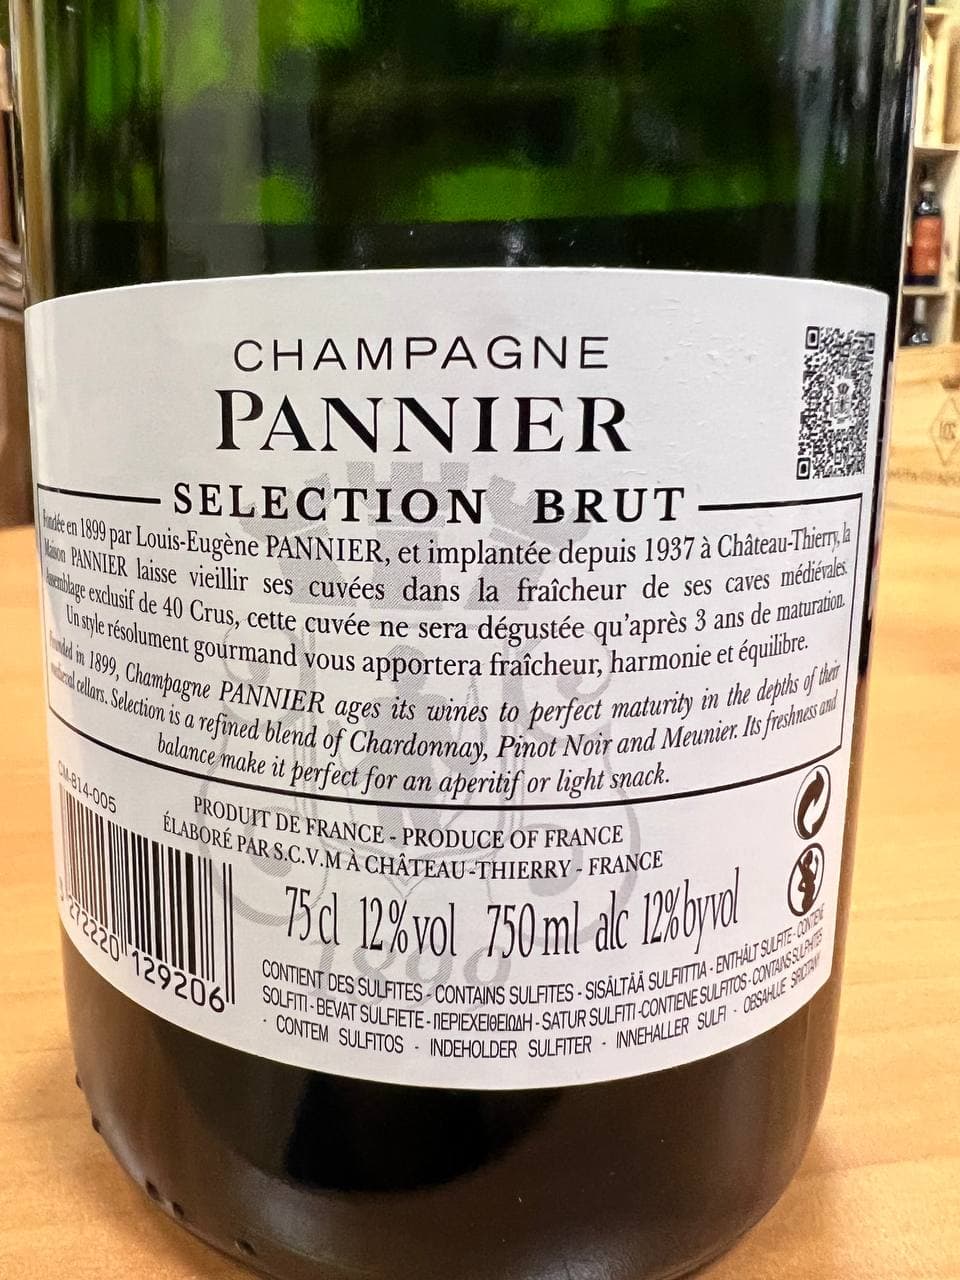 CHAMPAGNE
PANNIER
SELECTION BRUT
Fondée en 1899 par Louis-Eugène PANNIER, et implantée depuis 1937 à Château-Thierry, la
Maison PANNIER laisse vieillir ses cuvées dans la fraîcheur de ses caves médiévales.
Assemblage exclusif de 40 Crus, cette cuvée ne sera dégustée qu'après 3 ans de maturation.
Un style résolument gourmand vous apportera fraîcheur, harmonie et équilibre.
Founded in 1899, Champagne PANNIER ages its wines to perfect maturity in the depths of their
medieval cellars. Selection is a refined blend of Chardonnay, Pinot Noir and Meunier. Its freshness and
balance make it perfect for an aperitif or light snack.
CM-814-005
PRODUIT DE FRANCE - PRODUCE OF FRANCE
ÉLABORÉ PAR S.C.V.M À CHÂTEAU-THIERRY - FRANCE
75 cl 12% vol 750 ml alc 12% by vol
3 272220 129206
1899
CONTIENT DES SULFITES - CONTAINS SULFITES - SISÄLTÄÄ SULFIITTIA - ENTHÄLT SULFITE - CONTIENE
SOLFITI - BEVAT SULFIETE - ΠEPIEXEIΘEIΩΔH - SATUR SULFITI - CONTIENE SULFITOS - CONTAINS SULPHITES
· CONTEM SULFITOS - INDEHOLDER SULFITER - INNEHALLER SULFI - OBSAHUJE SIRICITANY